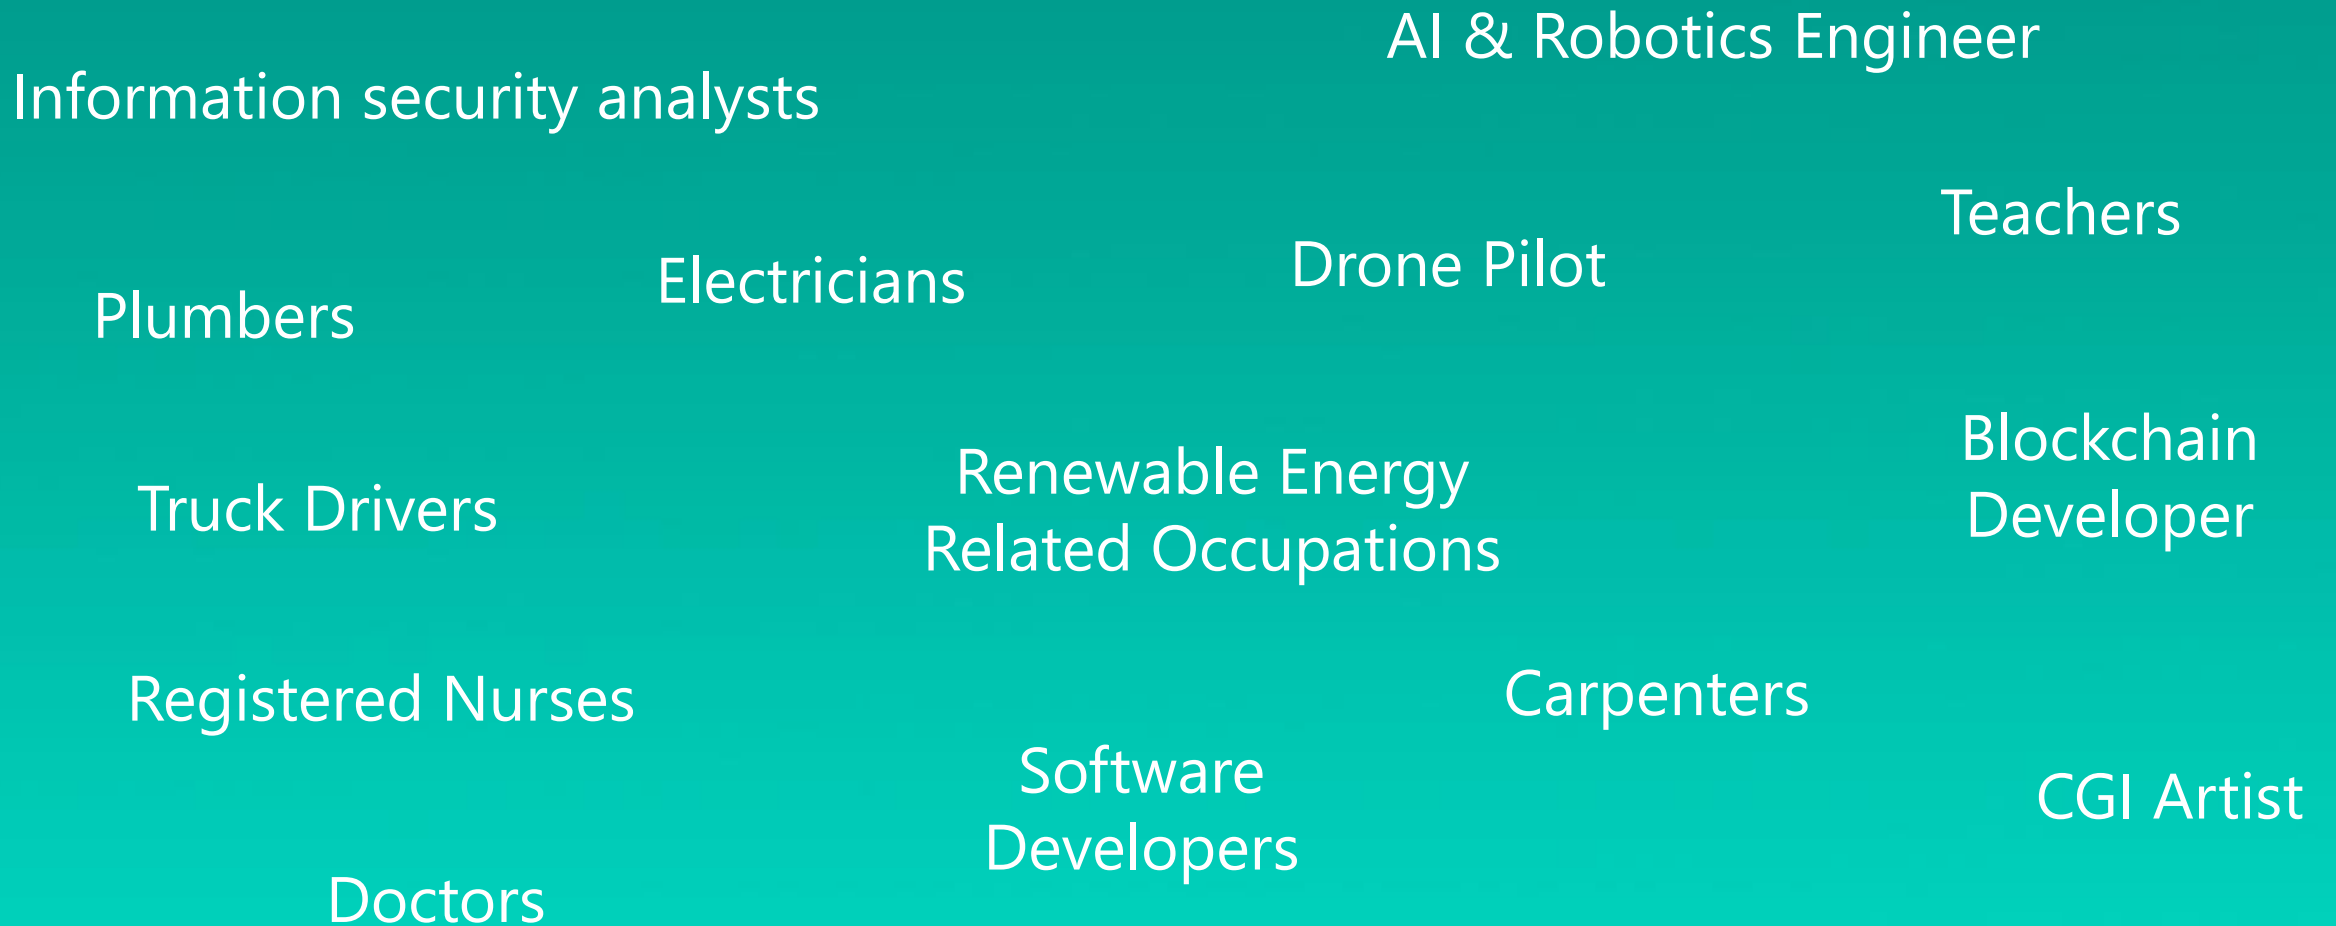 AI & Robotics Engineer
Information security analysts
Teachers
Drone Pilot
Electricians
Plumbers
Blockchain
Developer
Renewable Energy
Related Occupations
Truck Drivers
Registered Nurses
Carpenters
Software
Developers
CGI Artist
Doctors